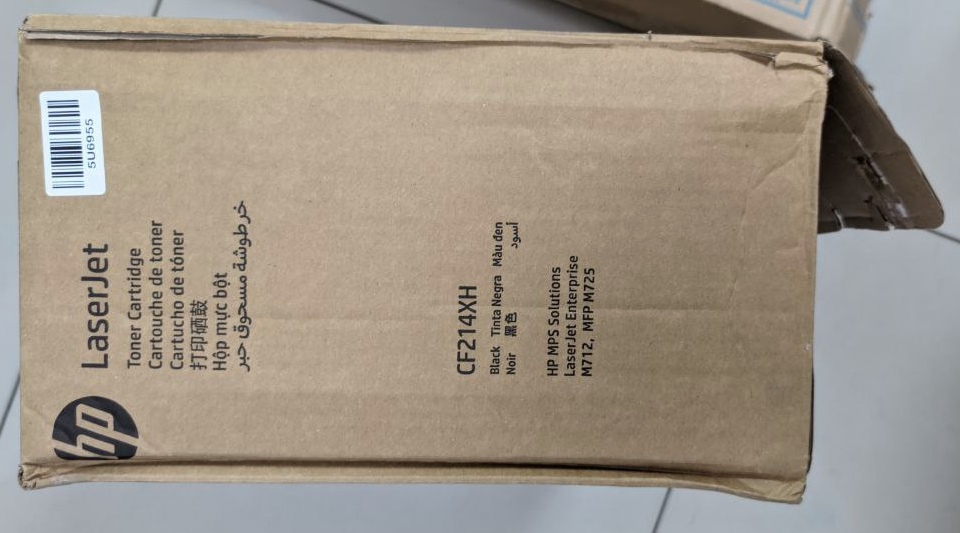 5U6955
hp
LaserJet
Toner Cartridge
Cartouche de toner
Cartucho de tóner
打印硒鼓
Hộp mực bột
خرطوشة مسحوق حبر
CF214XH
Black Tinta Negra Màu đen
Noir 黑色 أسود
HP MPS Solutions
LaserJet Enterprise
M712, MFP M725